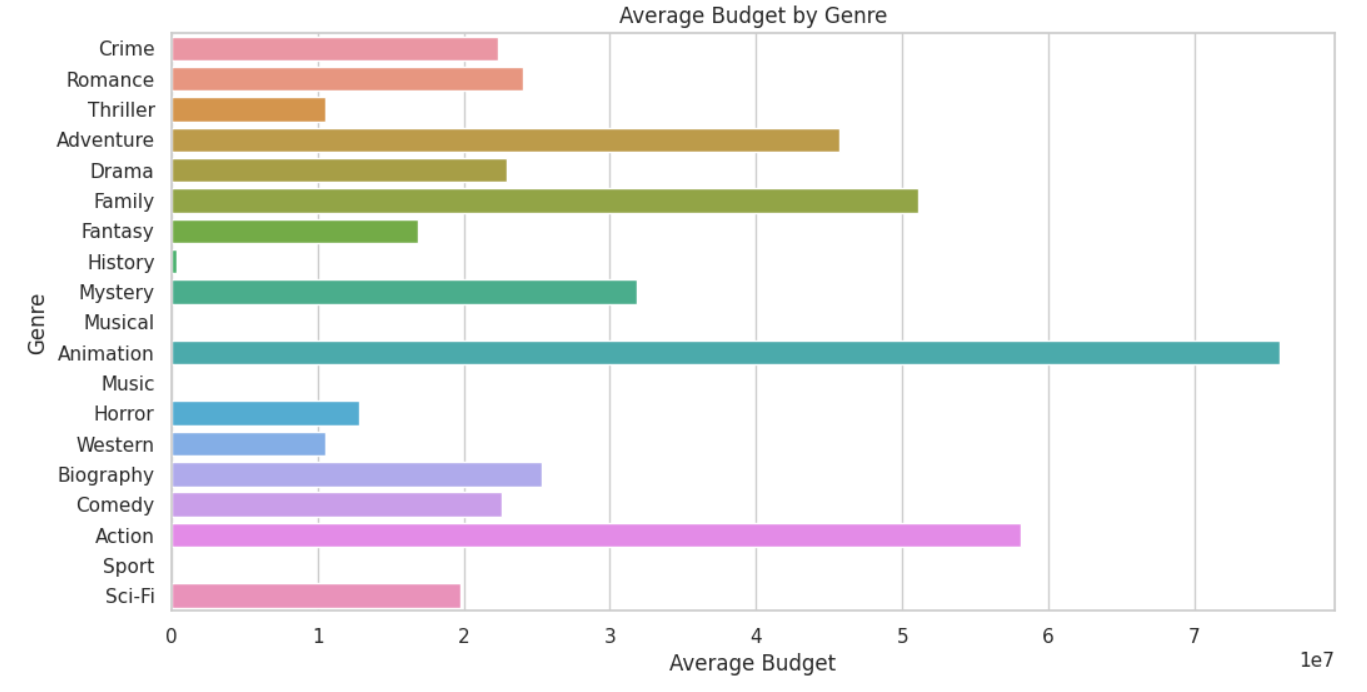 Average Budget by Genre
Crime
Romance
Thriller
Adventure
Drama
Family
Fantasy
History
Mystery
Musical
Animation
Music
Horror
Western
Biography
Comedy
Action
Sport
Sci-Fi
Genre
0 1 2 3 4 5 6 7
1e7
Average Budget